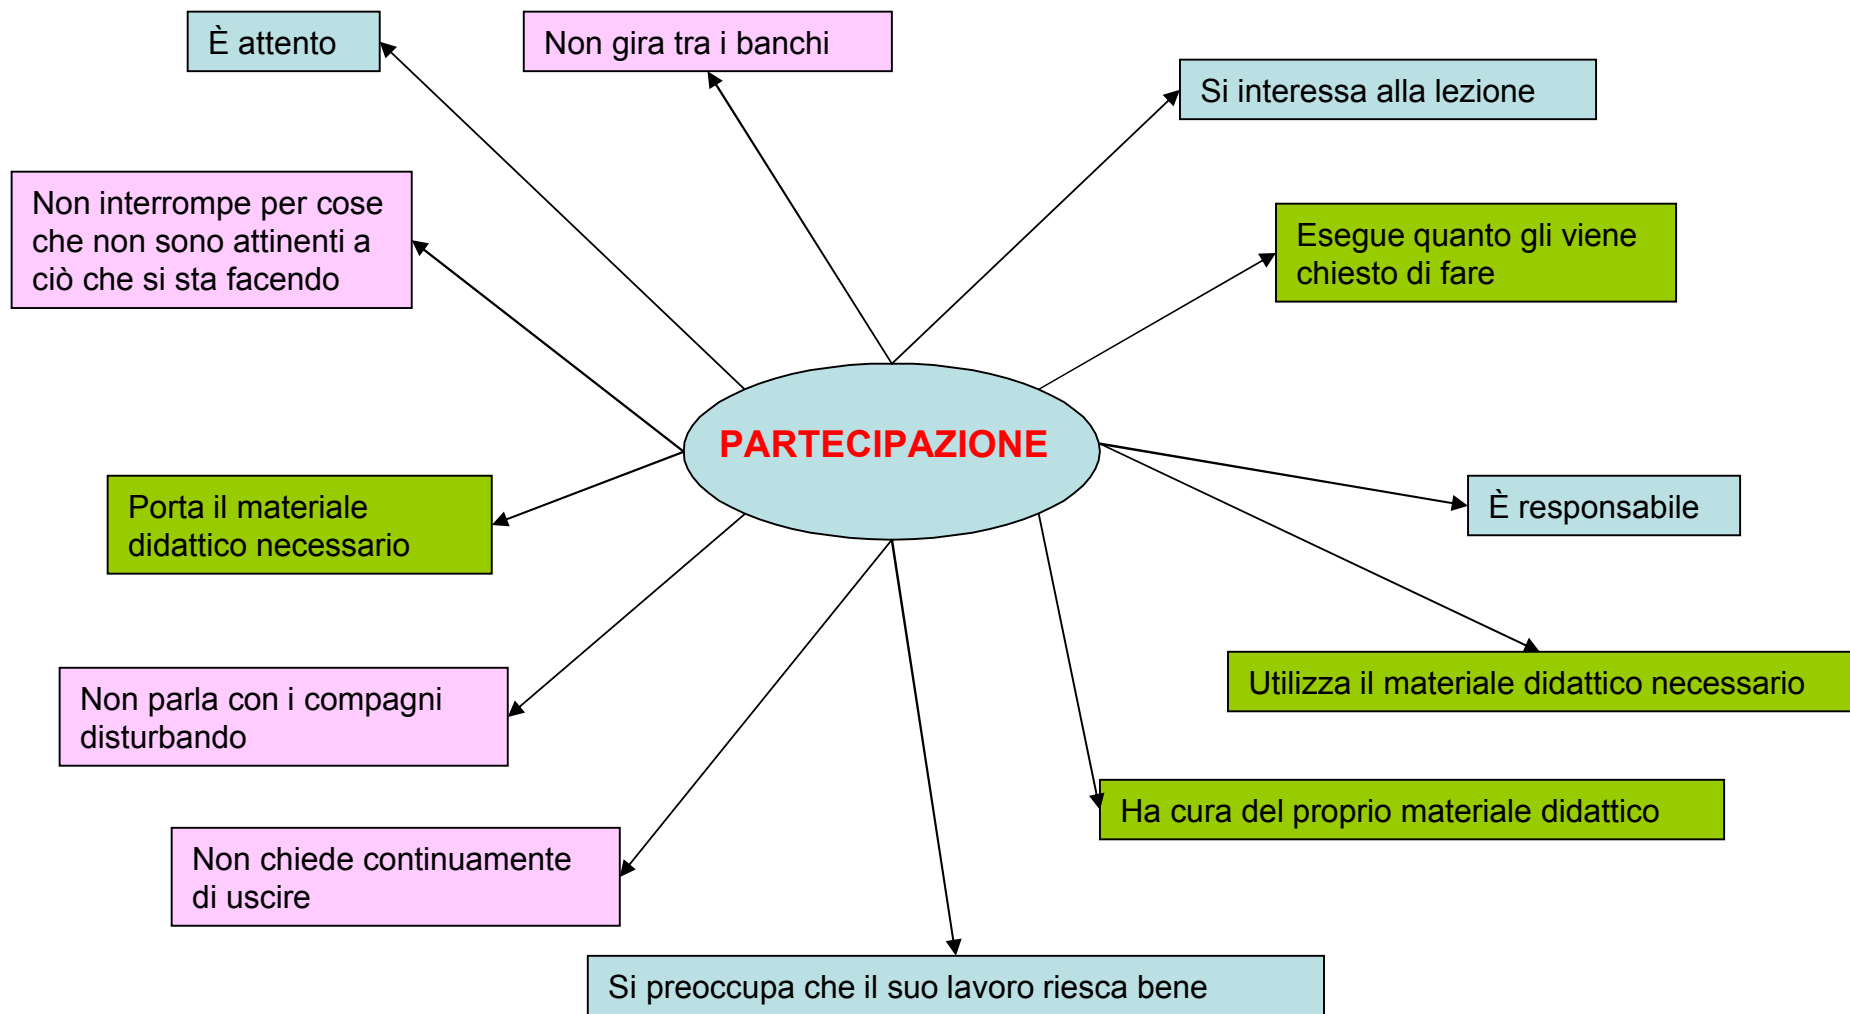 È attento
Non gira tra i banchi
Si interessa alla lezione
Non interrompe per cose
che non sono attinenti a
ciò che si sta facendo
Esegue quanto gli viene
chiesto di fare
PARTECIPAZIONE
Porta il materiale
didattico necessario
È responsabile
Non parla con i compagni
disturbando
Utilizza il materiale didattico necessario
Ha cura del proprio materiale didattico
Non chiede continuamente
di uscire
Si preoccupa che il suo lavoro riesca bene